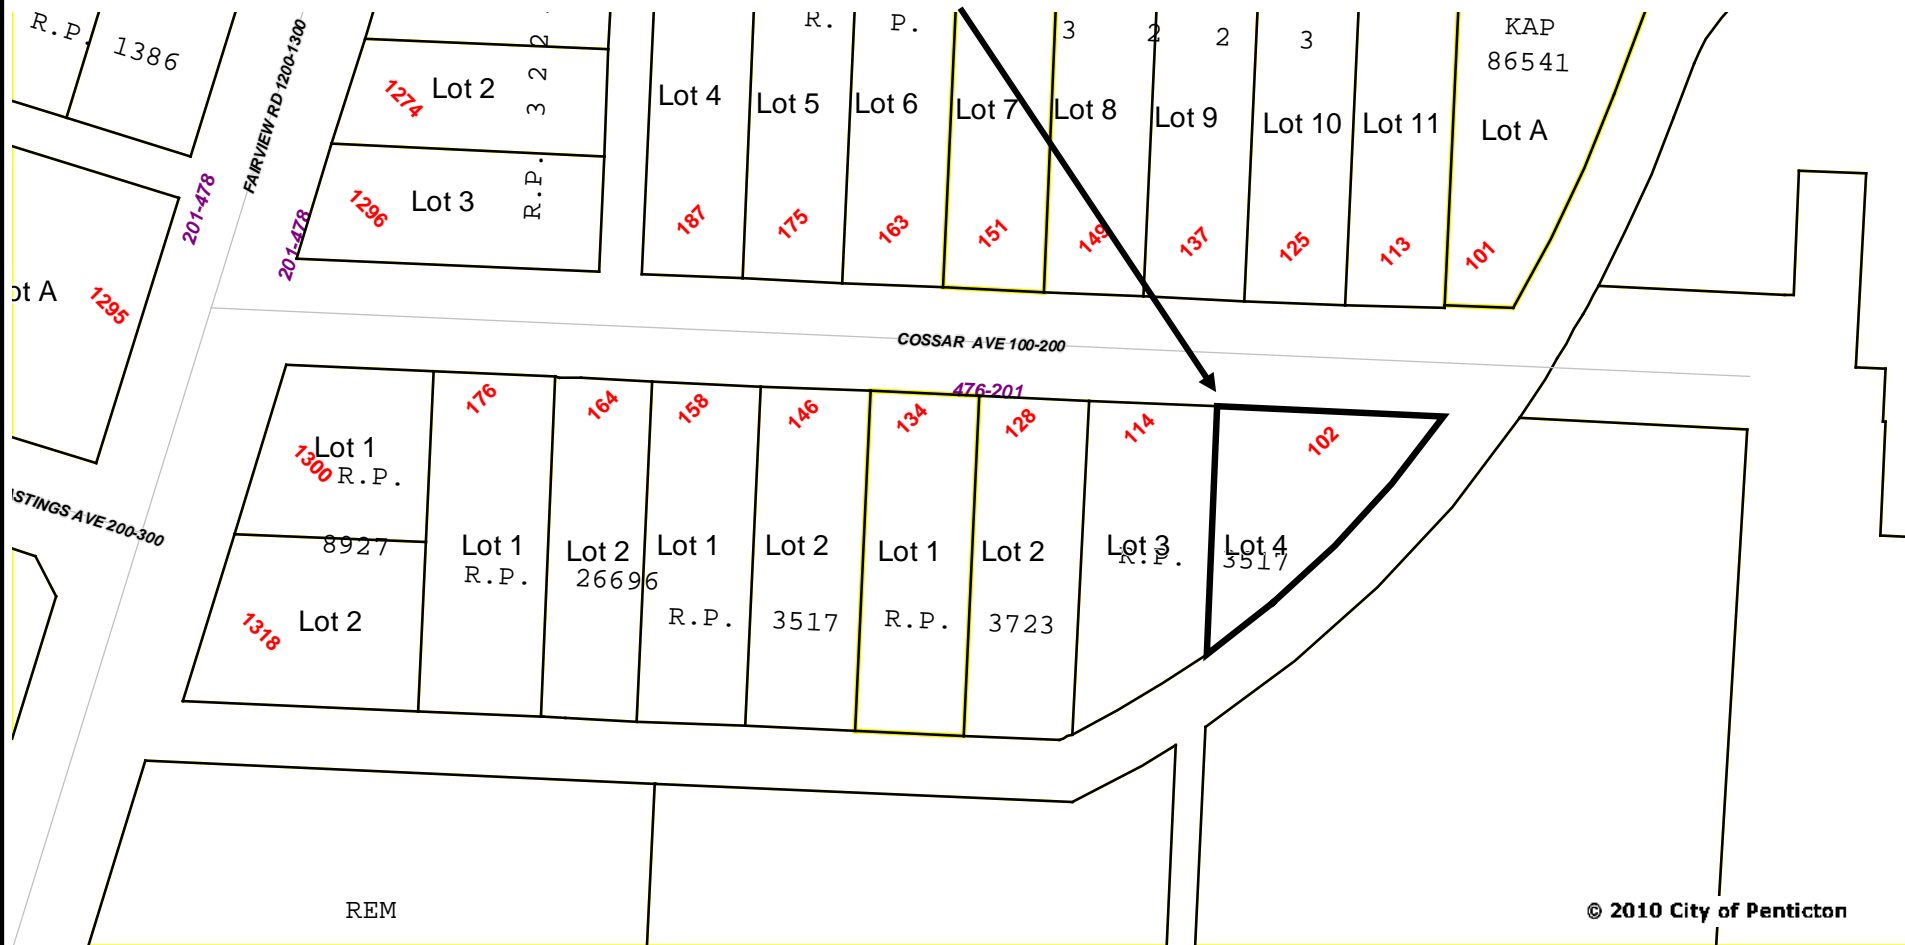 R.P.
1386
FAIRVIEW RD 1200-1300
201-478
201-478
1274
Lot 2
1296
Lot 3
R.P. 3 2 2
R. P. 3 2 2 3
KAP
86541
Lot 4
Lot 5
Lot 6
Lot 7
Lot 8
Lot 9
Lot 10
Lot 11
Lot A
187
175
163
151
149
137
125
113
101
ot A
1295
COSSAR AVE 100-200
476-201
176
164
158
146
134
128
114
102
Lot 1
1300
R.P.
8927
Lot 1
R.P.
Lot 2
26696
Lot 1
R.P.
Lot 2
3517
Lot 1
R.P.
Lot 2
3723
Lot 3
R.P.
Lot 4
3517
ASTINGS AVE 200-300
1318
Lot 2
REM
© 2010 City of Penticton